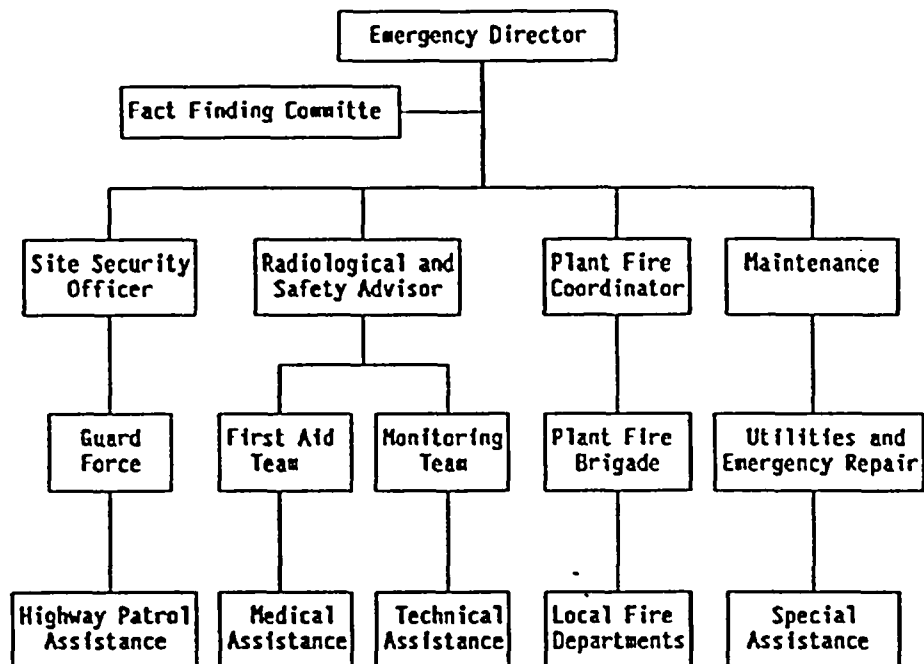 Emergency Director
Fact Finding Committe
Site Security
Officer
Radiological and
Safety Advisor
Plant Fire
Coordinator
Maintenance
Guard
Force
First Aid
Team
Monitoring
Team
Plant Fire
Brigade
Utilities and
Emergency Repair
Highway Patrol
Assistance
Medical
Assistance
Technical
Assistance
Local Fire
Departments
Special
Assistance